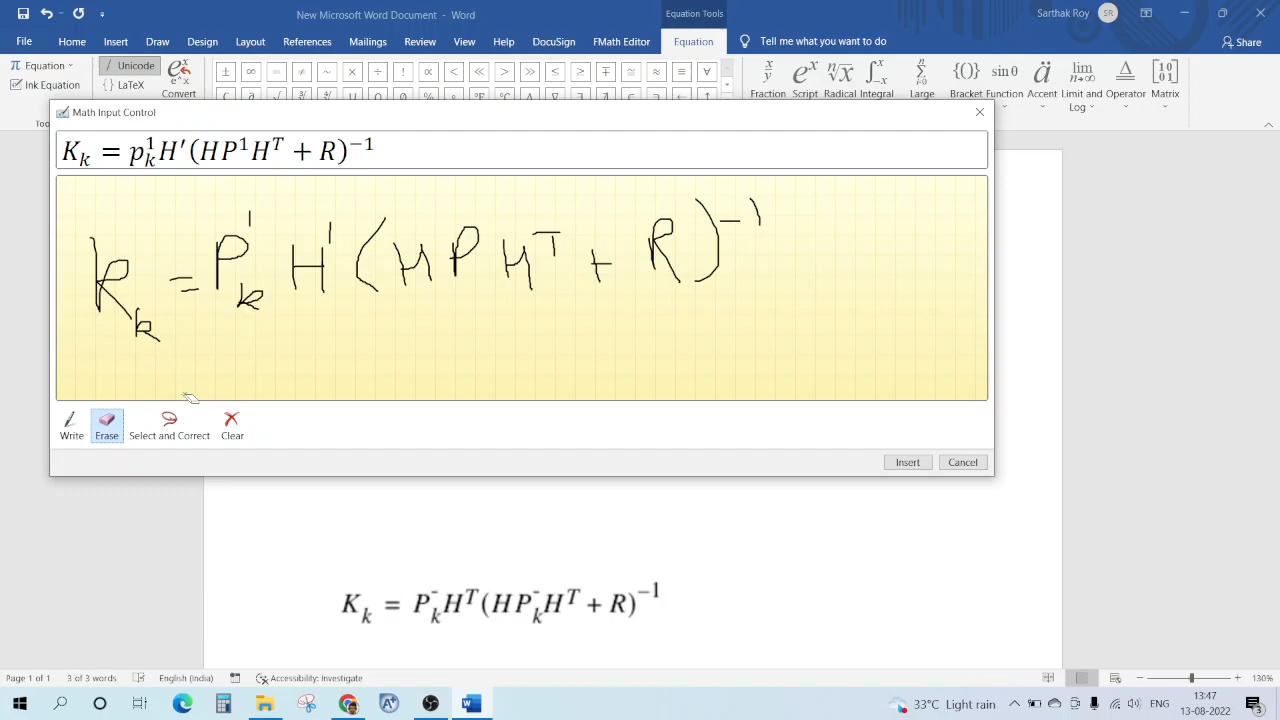 New Microsoft Word Document - Word
Equation Tools
Sarthak Roy SR
File Home Insert Draw Design Layout References Mailings Review View Help DocuSign FMath Editor Equation Tell me what you want to do Share
π Equation
Ink Equation
/ Unicode
{} LaTeX
e^x Convert
± ∞ = ≠ ~ × ÷ ! ∝ < ≪ > ≫ ≤ ≥ ∓ ≅ ≈ ≡ ∀
x/y Fraction
e^x Script
ⁿ√x Radical
∫ Integral
Large
{()} Bracket
sin θ Function
ä Accent
lim n→∞ Limit and Log
Operator
Matrix
Math Input Control
K_k = p_k^1 H′(HP^1H^T + R)^−1
K_k = P_k^' H^' (H P H^T + R)^−1
Write Erase Select and Correct Clear
Insert Cancel
K_k = P_k^- H^T (HP_k^- H^T + R)^−1
Page 1 of 1 3 of 3 words English (India) Accessibility: Investigate 130%
33°C Light rain ENG 13:47
13-08-2022
3